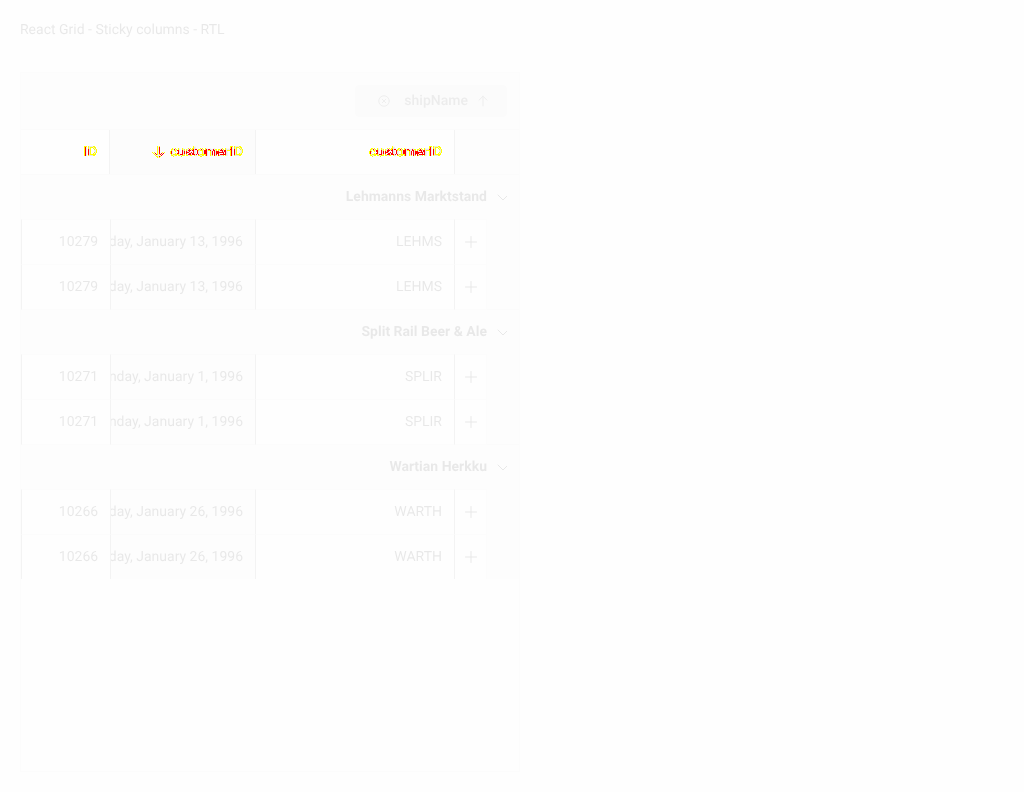 React Grid - Sticky columns - RTL
shipName
ID customerID customerID
Lehmanns Marktstand
10279 day, January 13, 1996 LEHMS
10279 day, January 13, 1996 LEHMS
Split Rail Beer & Ale
10271 nday, January 1, 1996 SPLIR
10271 nday, January 1, 1996 SPLIR
Wartian Herkku
10266 day, January 26, 1996 WARTH
10266 day, January 26, 1996 WARTH